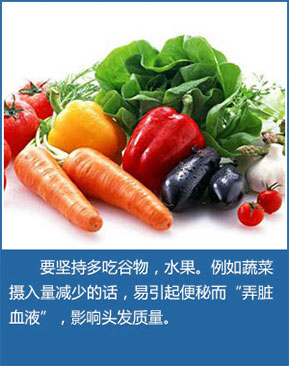 要坚持多吃谷物，水果。例如蔬菜
摄入量减少的话，易引起便秘而“弄脏
血液”，影响头发质量。